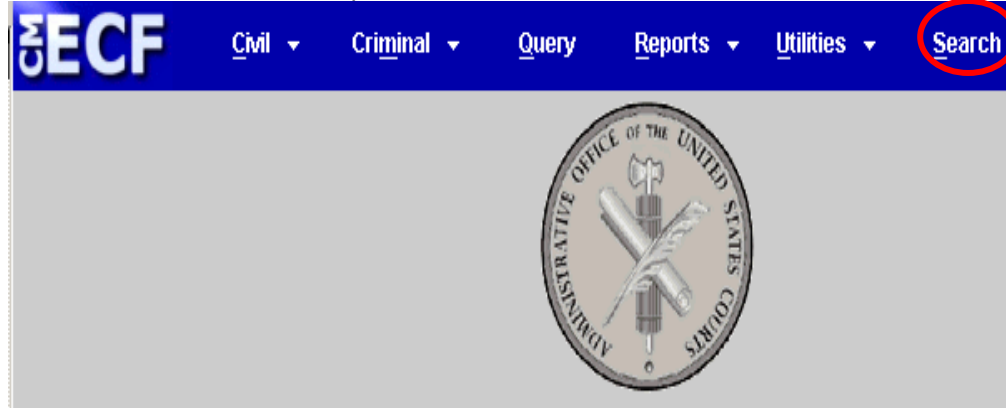 CM ECF Civil Criminal Query Reports Utilities Search
ADMINISTRATIVE OFFICE OF THE UNITED STATES COURTS